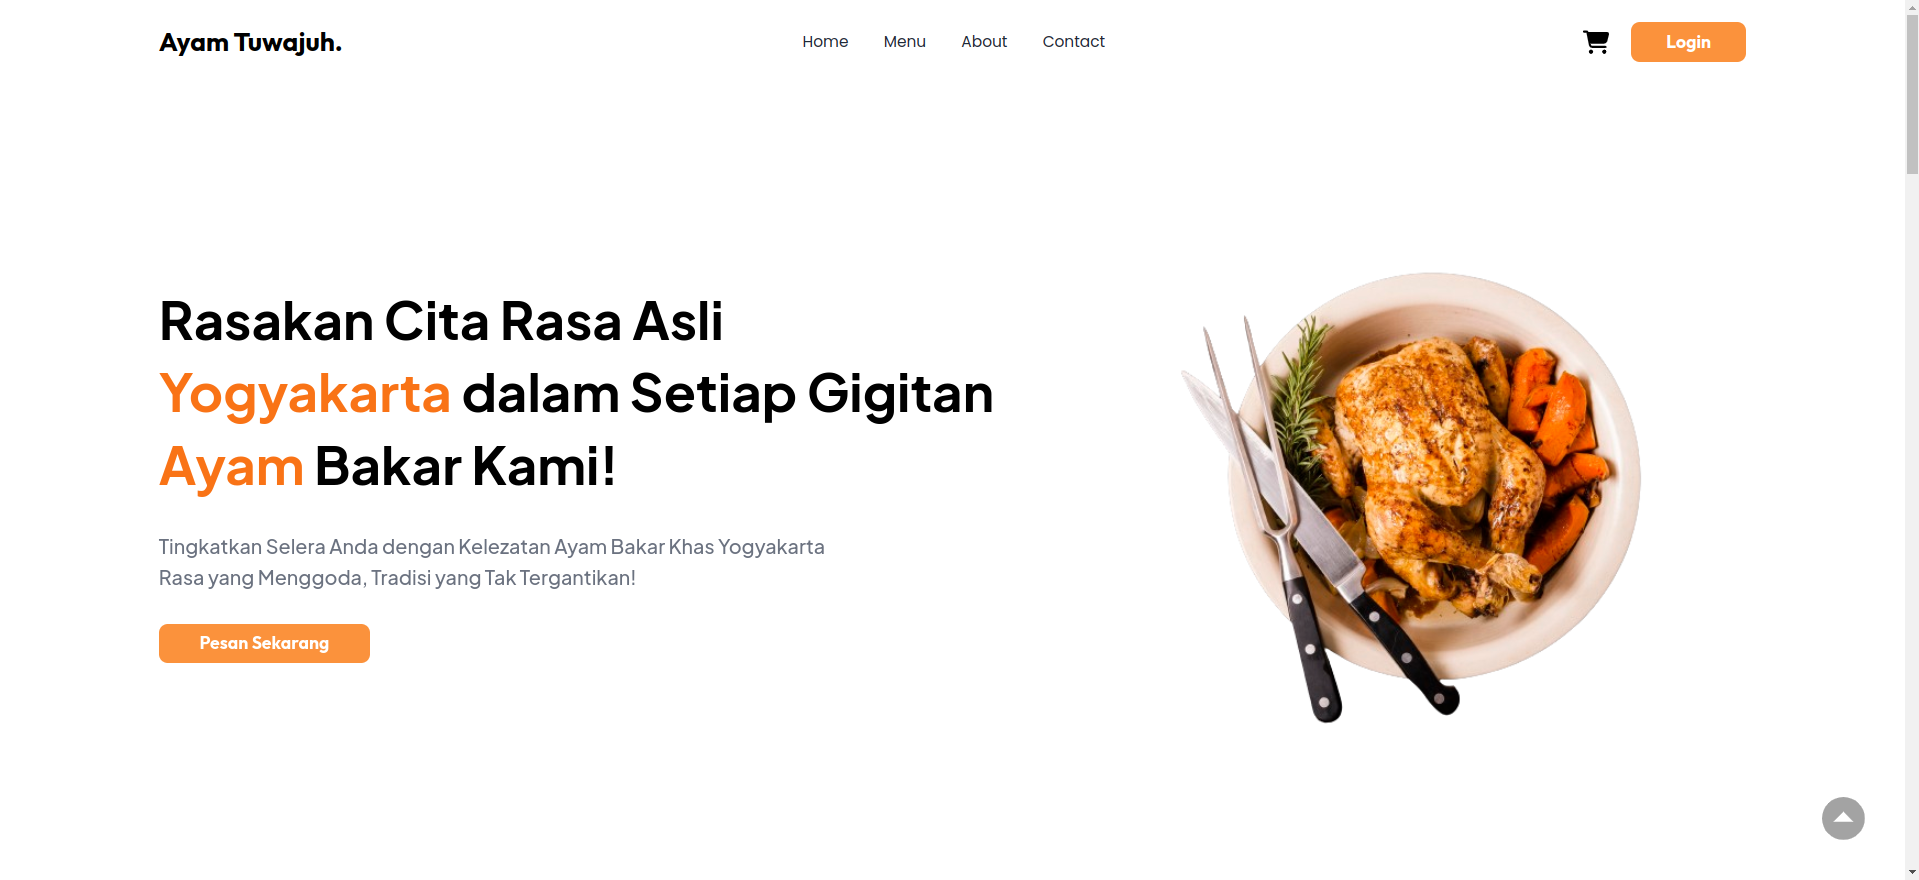 Ayam Tuwajuh.
Home
Menu
About
Contact
Login
Rasakan Cita Rasa Asli
Yogyakarta dalam Setiap Gigitan
Ayam Bakar Kami!
Tingkatkan Selera Anda dengan Kelezatan Ayam Bakar Khas Yogyakarta
Rasa yang Menggoda, Tradisi yang Tak Tergantikan!
Pesan Sekarang